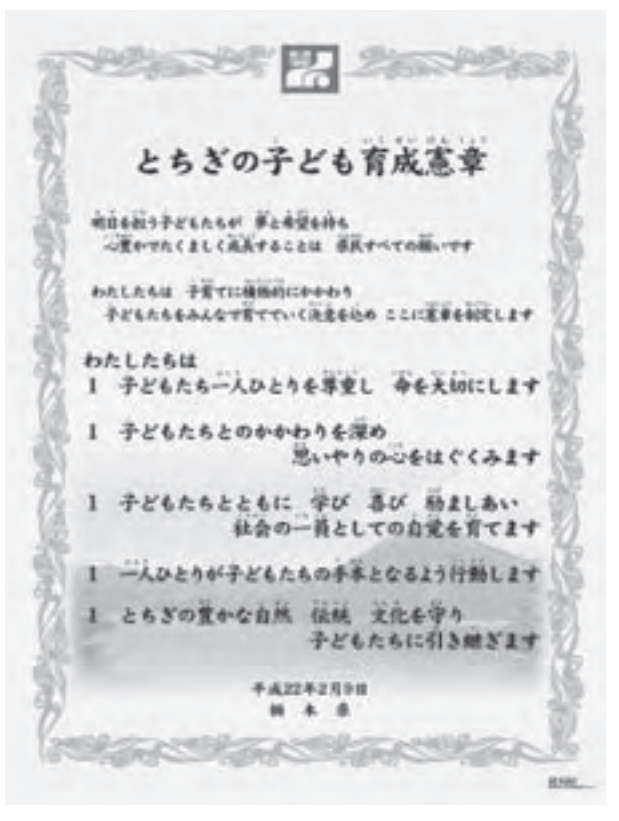 とちぎの子ども育成憲章
明日を担う子どもたちが 夢と希望を持ち
心豊かでたくましく成長することは 県民すべての願いです
わたしたちは 子育てに積極的にかかわり
子どもたちをみんなで育てていく決意を込め ここに憲章を制定します
わたしたちは
1 子どもたち一人ひとりを尊重し 命を大切にします
1 子どもたちとのかかわりを深め
思いやりの心をはぐくみます
1 子どもたちとともに 学び 喜び 励ましあい
社会の一員としての自覚を育てます
1 一人ひとりが子どもたちの手本となるよう行動します
1 とちぎの豊かな自然 伝統 文化を守り
子どもたちに引き継ぎます
平成22年2月9日
栃木県